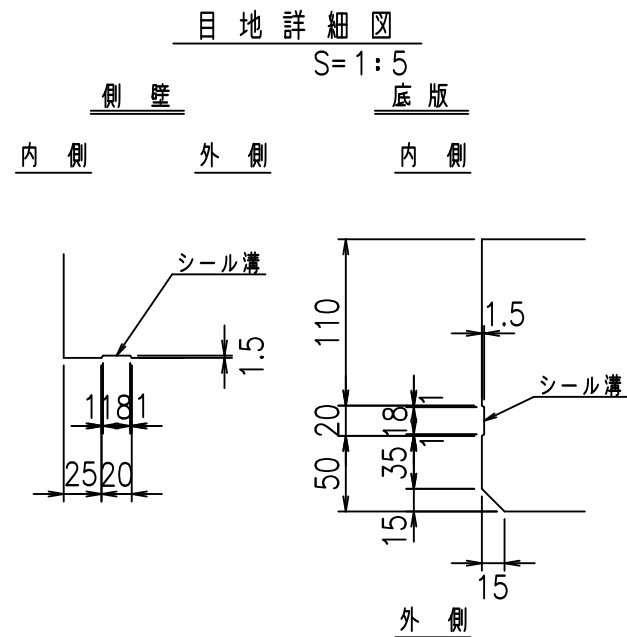 目地詳細図
S=1:5
側壁
底版
内側
外側
内側
シール溝
1.5
1 18 1
25 20
110
20
50
1
18
1
35
15
1.5
シール溝
15
外側